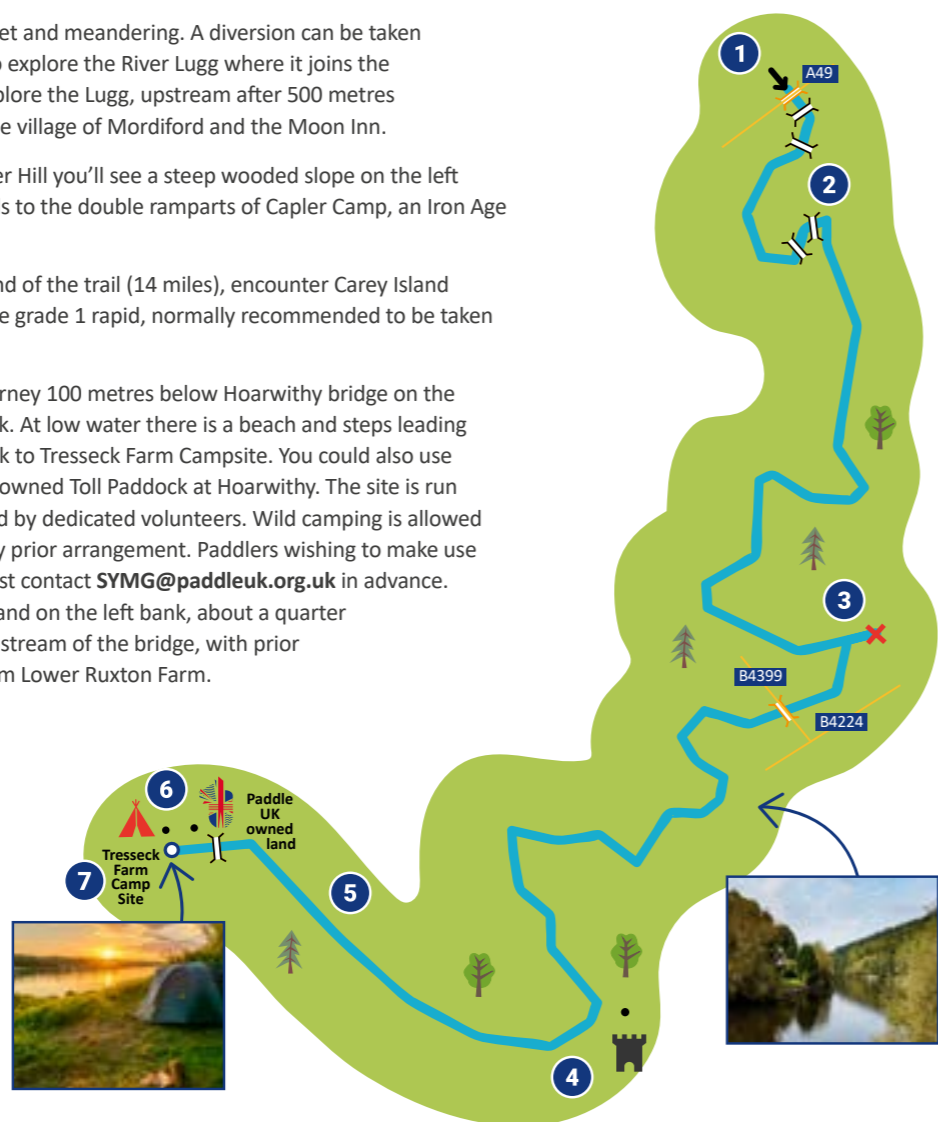 et and meandering. A diversion can be taken
explore the River Lugg where it joins the
plore the Lugg, upstream after 500 metres
e village of Mordiford and the Moon Inn.
er Hill you'll see a steep wooded slope on the left
s to the double ramparts of Capler Camp, an Iron Age
nd of the trail (14 miles), encounter Carey Island
e grade 1 rapid, normally recommended to be taken
rney 100 metres below Hoarwithy bridge on the
k. At low water there is a beach and steps leading
k to Tresseck Farm Campsite. You could also use
owned Toll Paddock at Hoarwithy. The site is run
d by dedicated volunteers. Wild camping is allowed
y prior arrangement. Paddlers wishing to make use
st contact SYMG@paddleuk.org.uk in advance.
and on the left bank, about a quarter
stream of the bridge, with prior
m Lower Ruxton Farm.
1
A49
2
3
B4399
B4224
6
Paddle
UK
owned
land
Tresseck
Farm
Camp
Site
7
5
4